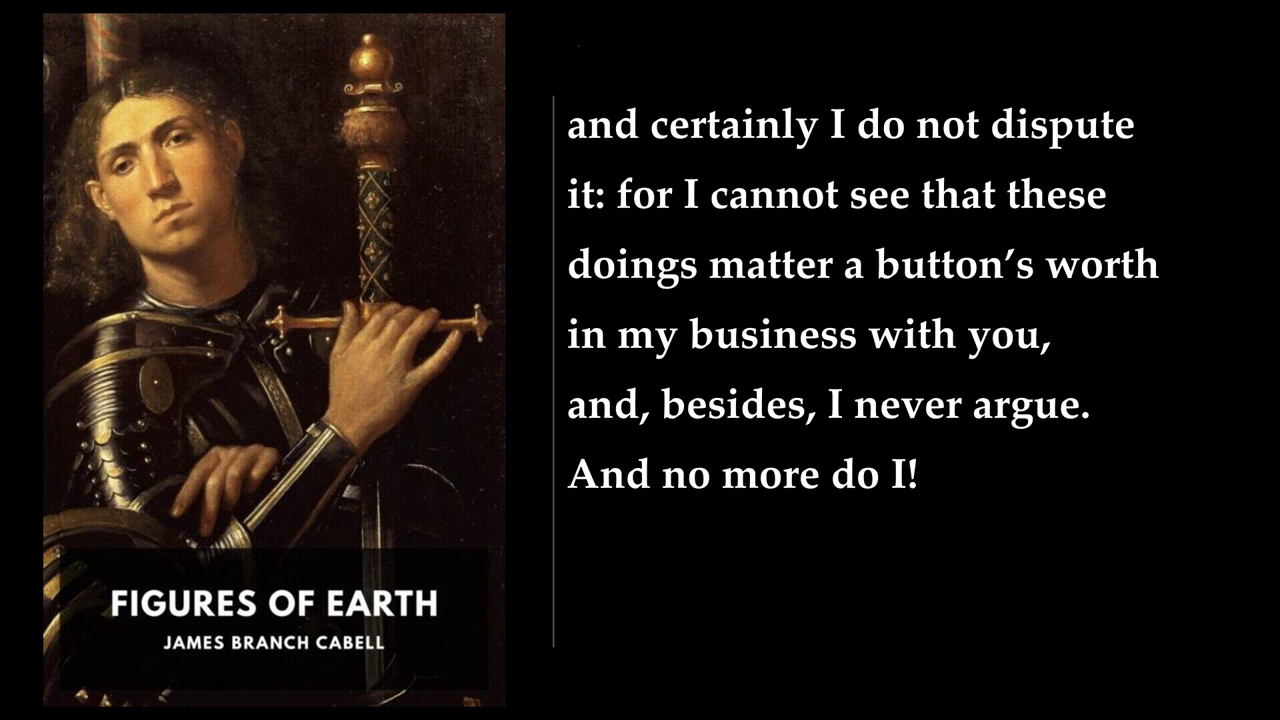 FIGURES OF EARTH
JAMES BRANCH CABELL
and certainly I do not dispute
it: for I cannot see that these
doings matter a button’s worth
in my business with you,
and, besides, I never argue.
And no more do I!